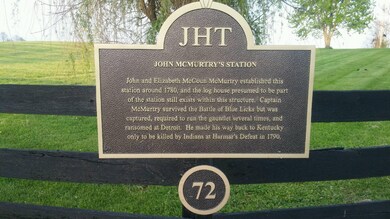 JHT
JOHN MCMURTRY'S STATION
John and Elizabeth McCoun McMurtry established this
station around 1780, and the log house presumed to be part
of the station still exists within this structure. Captain
McMurtry survived the Battle of Blue Licks but was
captured, required to run the gauntlet several times, and
ransomed at Detroit. He made his way back to Kentucky
only to be killed by Indians at Harmar's Defeat in 1790.
72